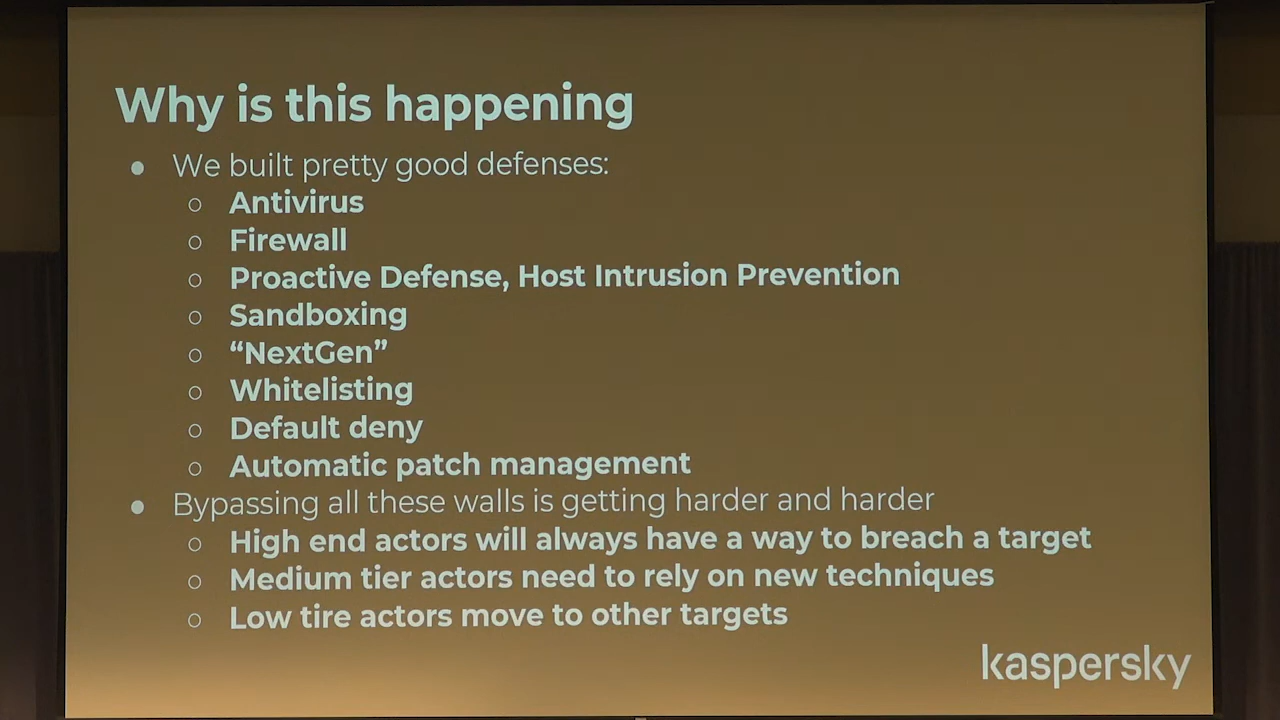 Why is this happening
● We built pretty good defenses:
○ Antivirus
○ Firewall
○ Proactive Defense, Host Intrusion Prevention
○ Sandboxing
○ “NextGen”
○ Whitelisting
○ Default deny
○ Automatic patch management
● Bypassing all these walls is getting harder and harder
○ High end actors will always have a way to breach a target
○ Medium tier actors need to rely on new techniques
○ Low tire actors move to other targets
kaspersky